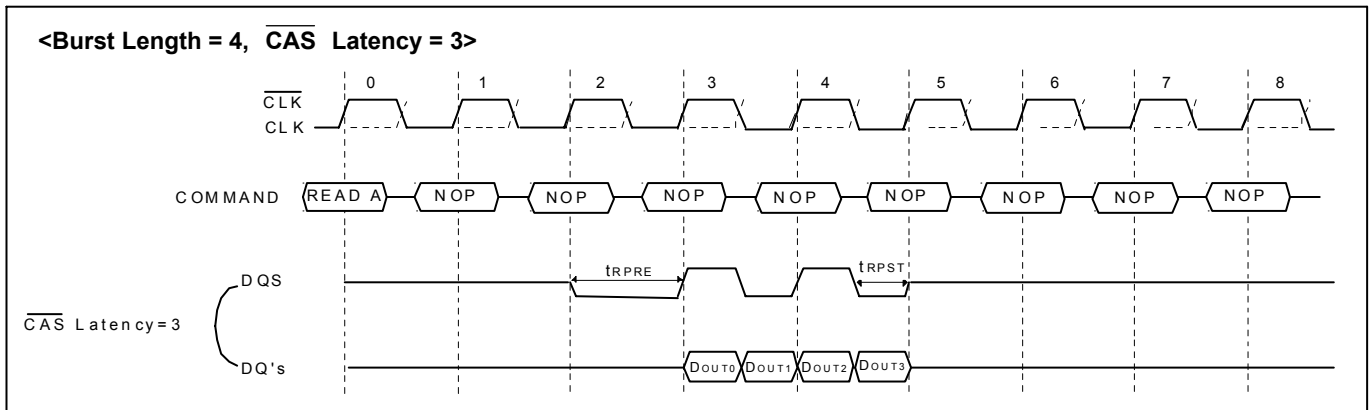 <Burst Length = 4, CAS Latency = 3>
0 1 2 3 4 5 6 7 8
CLK
CLK
COMMAND READ A NOP NOP NOP NOP NOP NOP NOP NOP
DQS tRPRE tRPST
CAS Latency=3
DQ's DOUT0 DOUT1 DOUT2 DOUT3